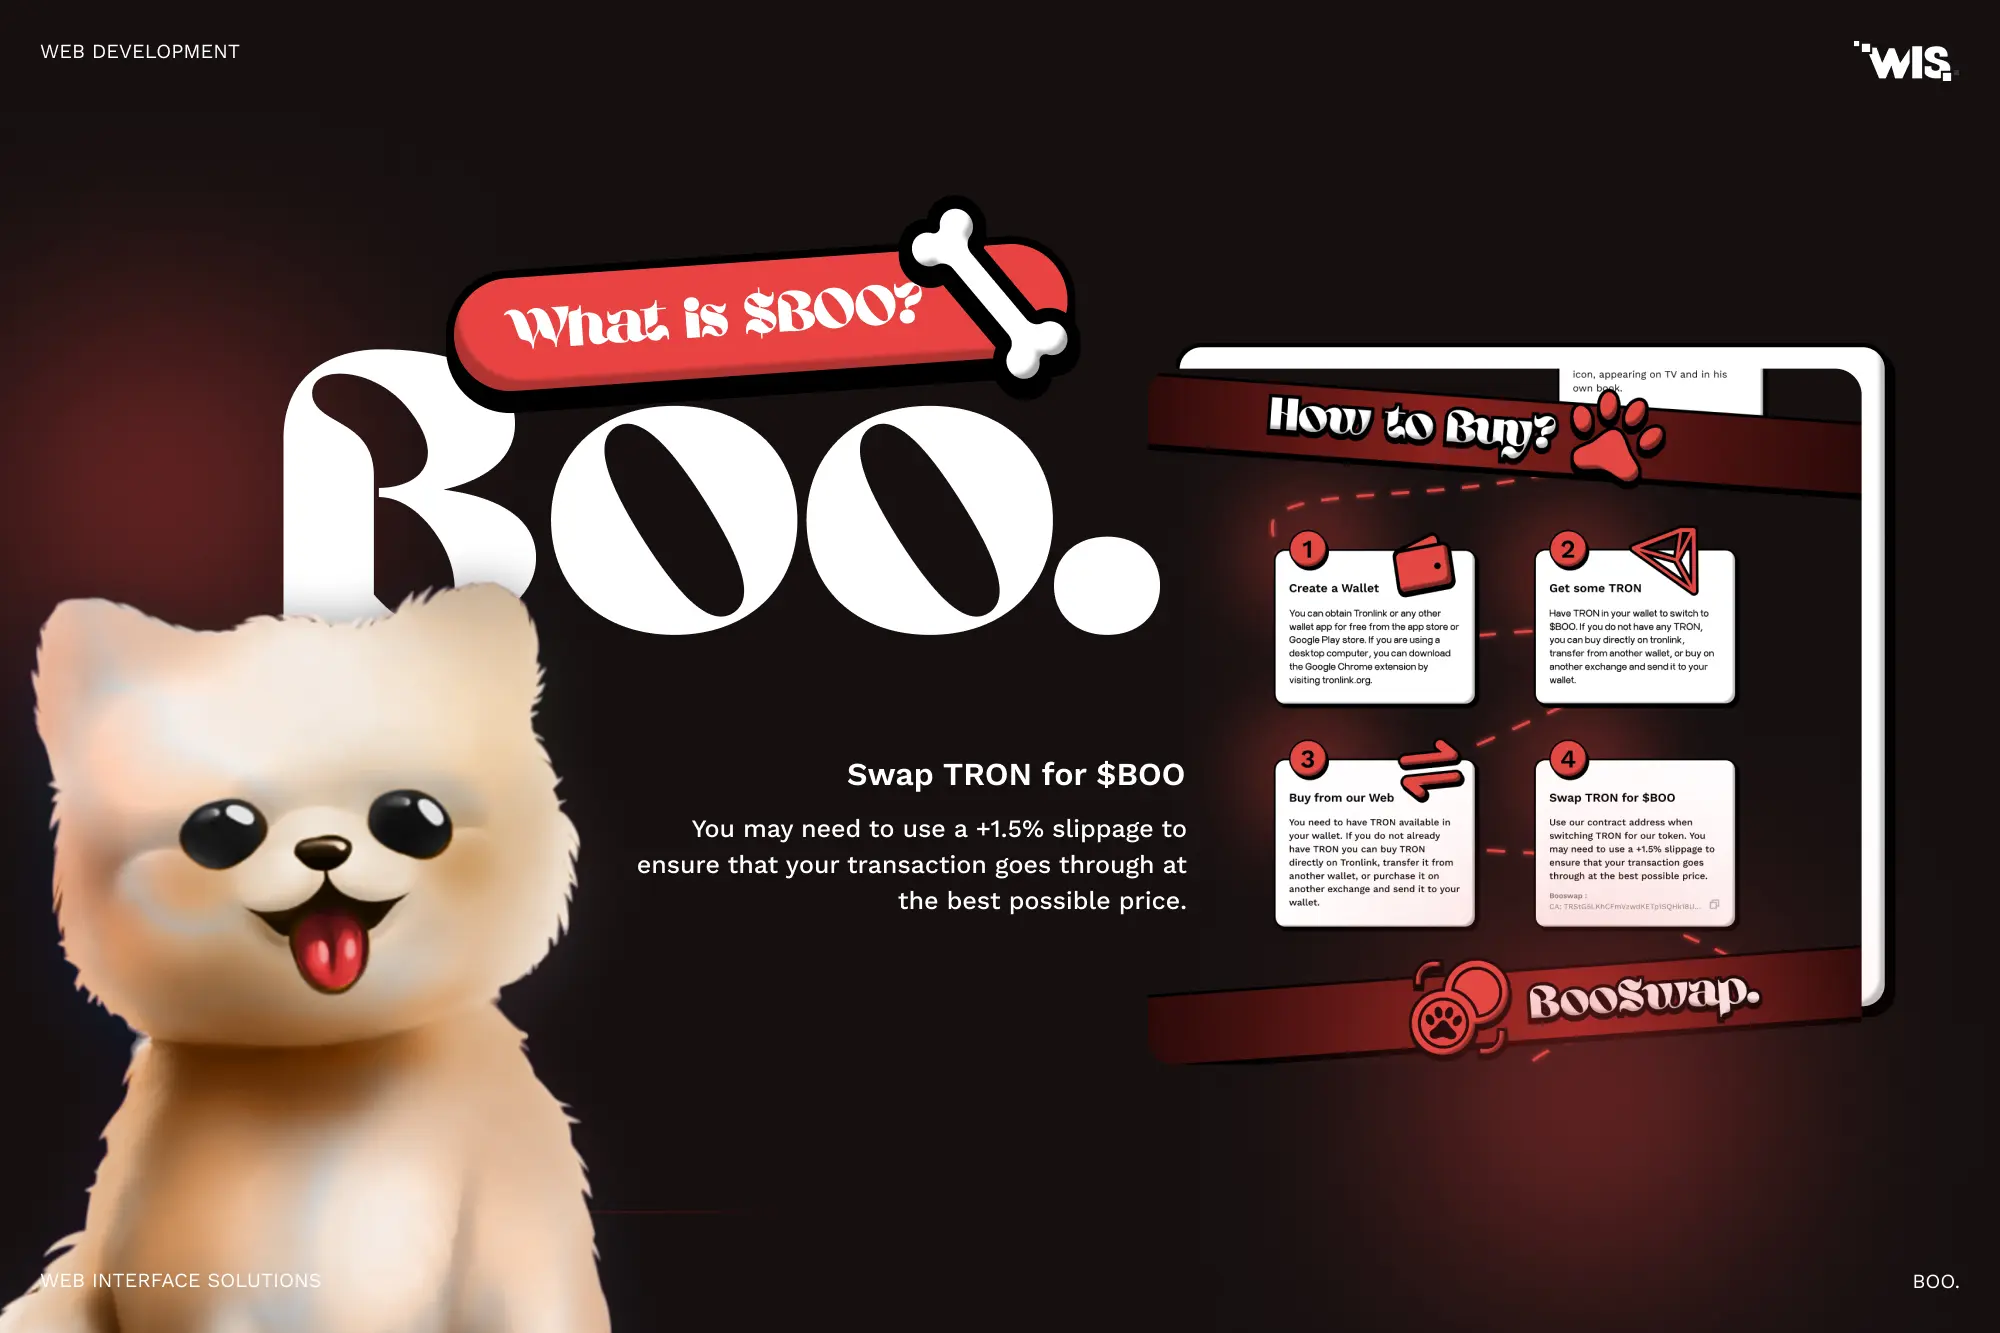 WEB DEVELOPMENT
WIS.
What is $BOO?
Boo.
Swap TRON for $BOO
You may need to use a +1.5% slippage to
ensure that your transaction goes through at
the best possible price.
icon, appearing on TV and in his
own book.
How to Buy?
1
Create a Wallet
You can obtain Tronlink or any other
wallet app for free from the app store or
Google Play store. If you are using a
desktop computer, you can download
the Google Chrome extension by
visiting tronlink.org.
2
Get some TRON
Have TRON in your wallet to switch to
$BOO. If you do not have any TRON,
you can buy directly on tronlink,
transfer from another wallet, or buy on
another exchange and send it to your
wallet.
3
Buy from our Web
You need to have TRON available in
your wallet. If you do not already
have TRON you can buy TRON
directly on Tronlink, transfer it from
another wallet, or purchase it on
another exchange and send it to your
wallet.
4
Swap TRON for $BOO
Use our contract address when
switching TRON for our token. You
may need to use a +1.5% slippage to
ensure that your transaction goes
through at the best possible price.
Booswap :
CA:
BooSwap.
WEB INTERFACE SOLUTIONS
BOO.